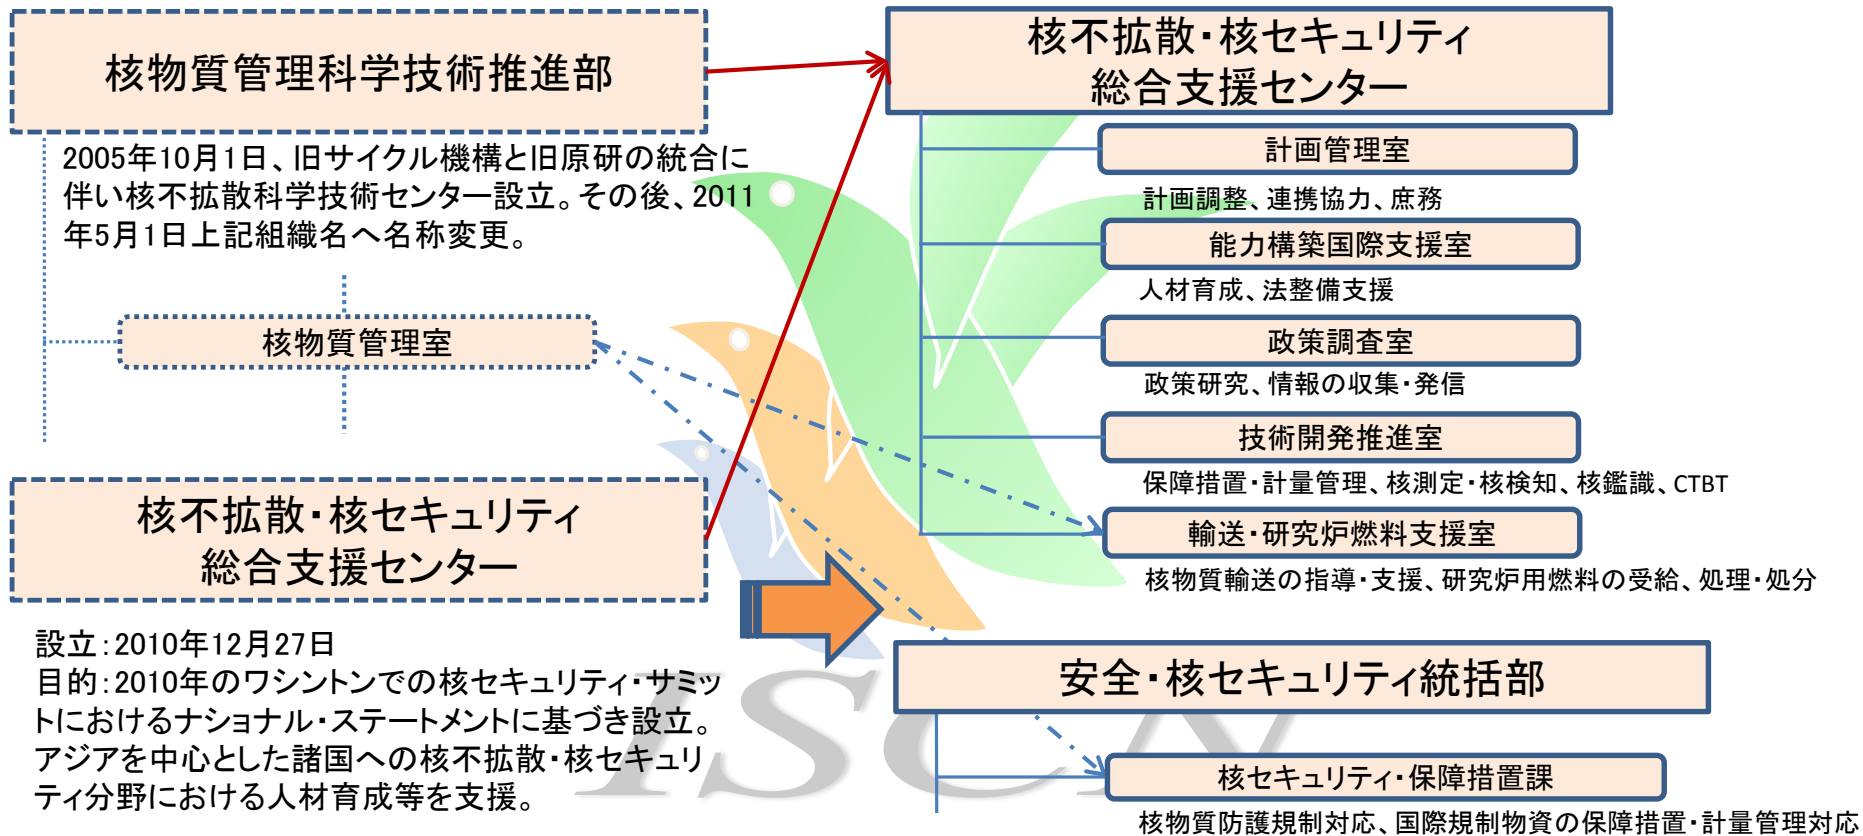 核物質管理科学技術推進部
2005年10月1日、旧サイクル機構と旧原研の統合に
伴い核不拡散科学技術センター設立。その後、2011
年5月1日上記組織名へ名称変更。
核物質管理室
核不拡散・核セキュリティ
総合支援センター
設立：2010年12月27日
目的：2010年のワシントンでの核セキュリティ・サミッ
トにおけるナショナル・ステートメントに基づき設立。
アジアを中心とした諸国への核不拡散・核セキュリ
ティ分野における人材育成等を支援。
核不拡散・核セキュリティ
総合支援センター
計画管理室
計画調整、連携協力、庶務
能力構築国際支援室
人材育成、法整備支援
政策調査室
政策研究、情報の収集・発信
技術開発推進室
保障措置・計量管理、核測定・核検知、核鑑識、CTBT
輸送・研究炉燃料支援室
核物質輸送の指導・支援、研究炉用燃料の受給、処理・処分
安全・核セキュリティ統括部
核セキュリティ・保障措置課
核物質防護規制対応、国際規制物資の保障措置・計量管理対応
ISCN